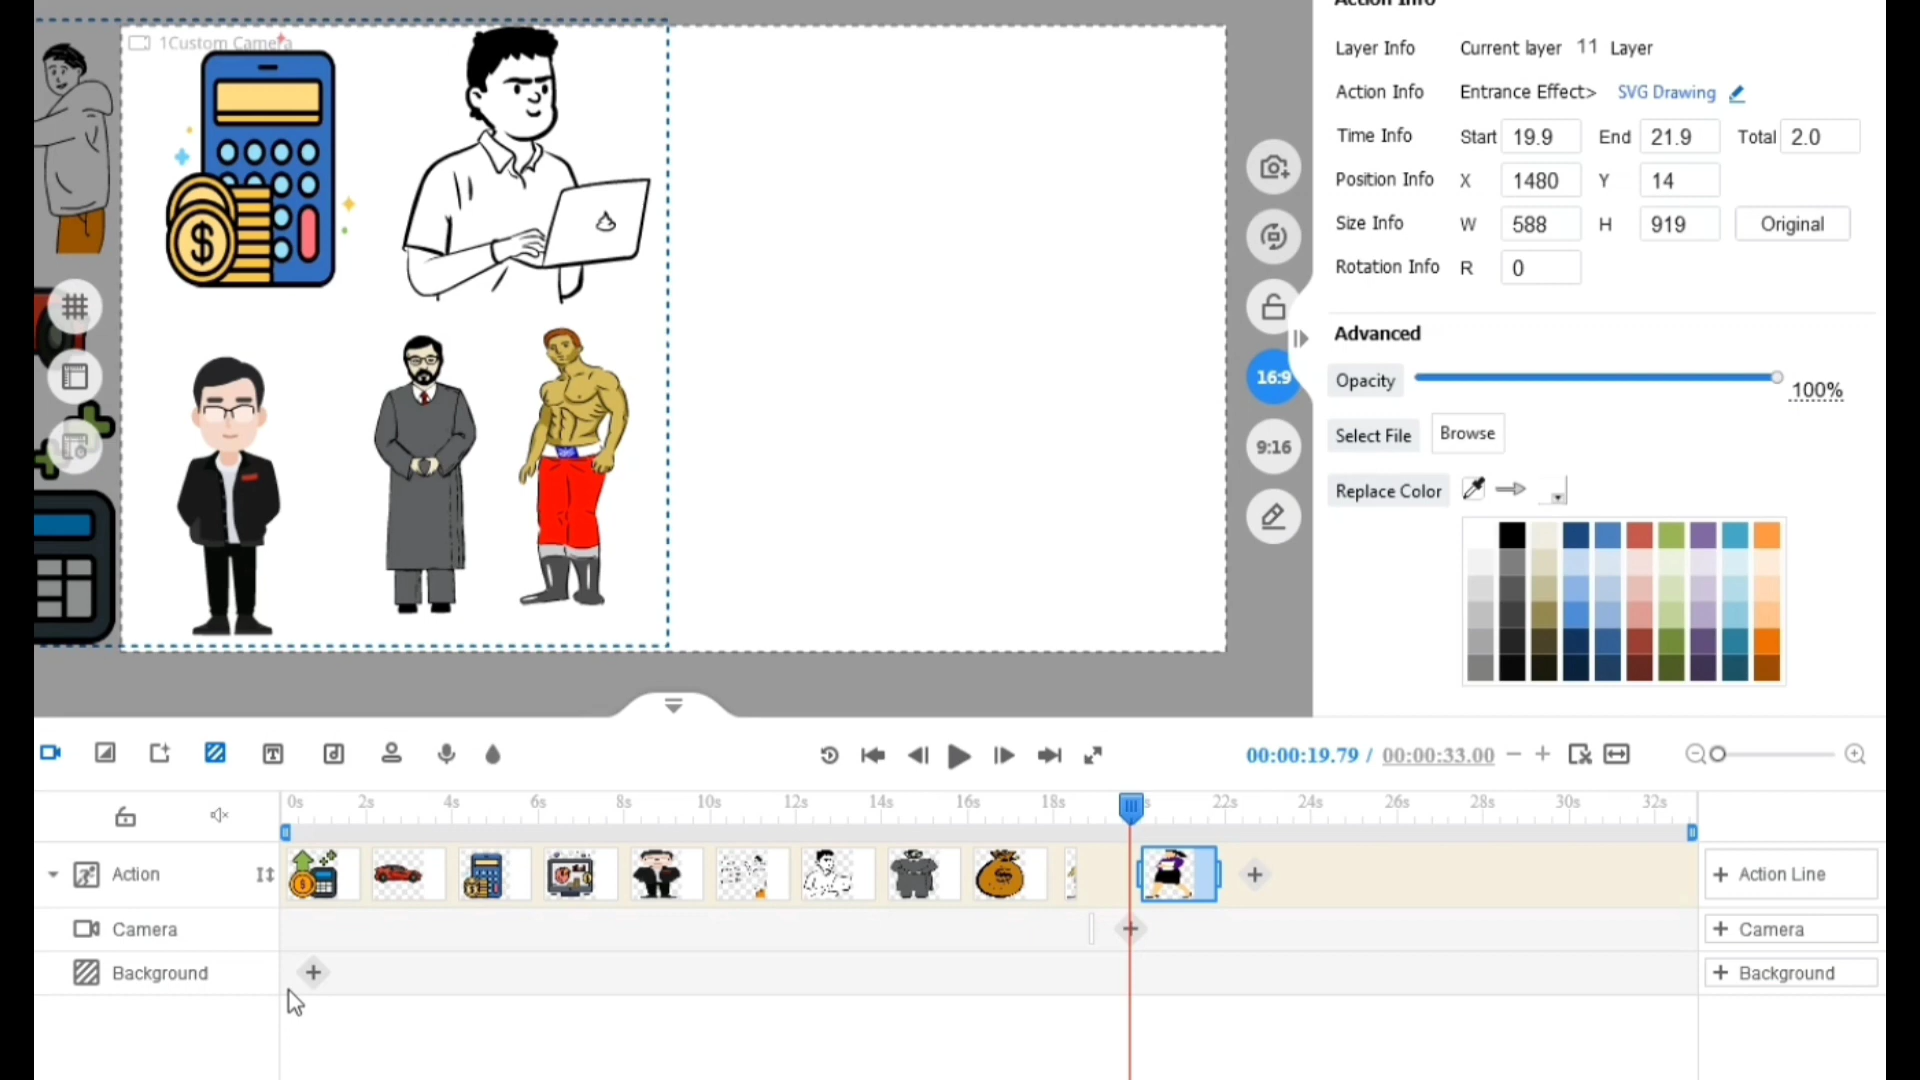 Action Info
1Custom Camera
Layer Info Current layer 11 Layer
Action Info Entrance Effect> SVG Drawing
Time Info Start 19.9 End 21.9 Total 2.0
Position Info X 1480 Y 14
Size Info W 588 H 919 Original
Rotation Info R 0
$
Advanced
16:9
Opacity 100%
Select File Browse
9:16
Replace Color
00:00:19.79 / 00:00:33.00
0s 2s 4s 6s 8s 10s 12s 14s 16s 18s s 22s 24s 26s 28s 30s 32s
Action + Action Line
Camera + Camera
Background + Background